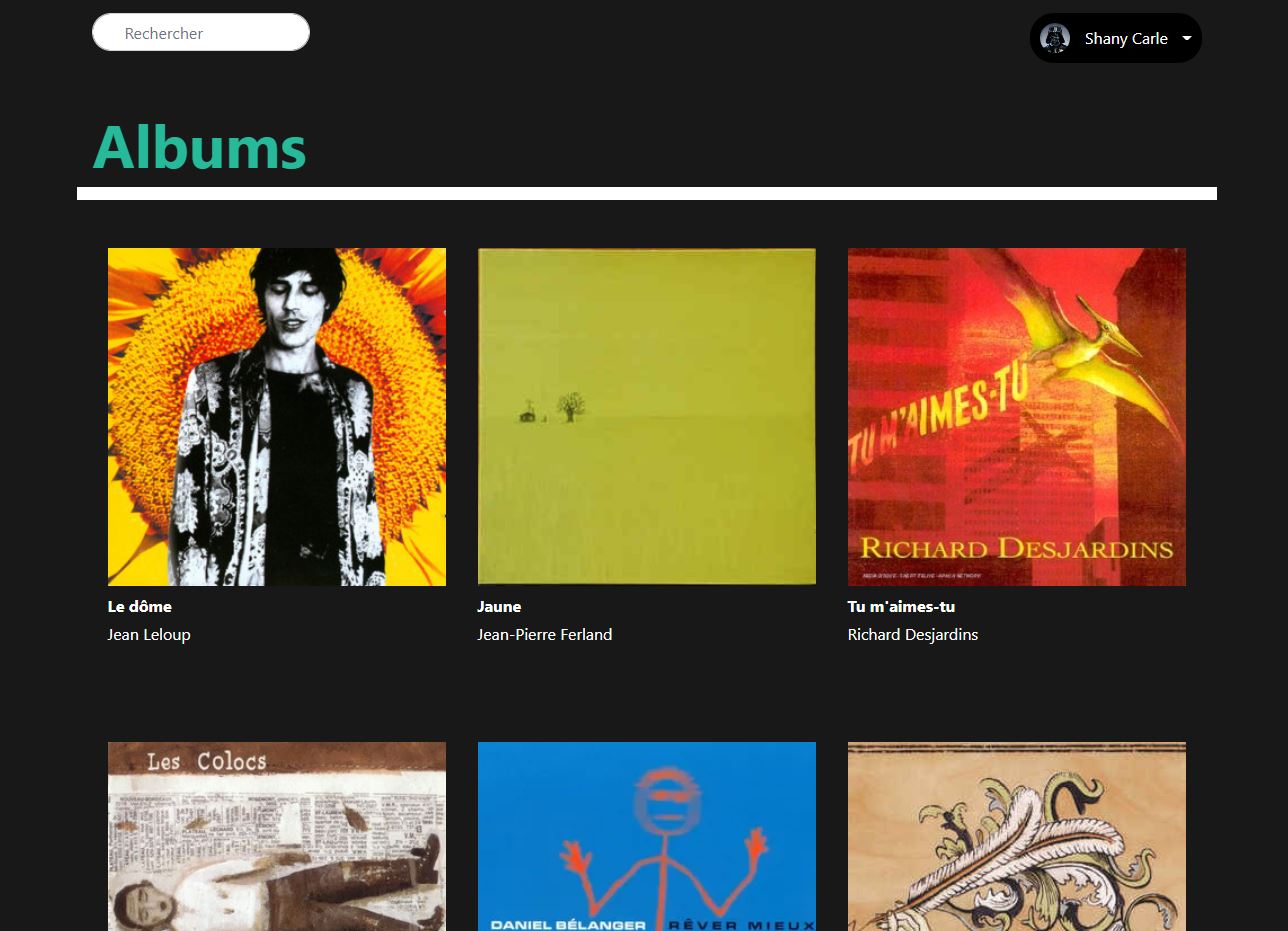 Rechercher
Shany Carle
Albums
TU M'AIMES-TU
RICHARD DESJARDINS
Le dôme
Jaune
Tu m'aimes-tu
Jean Leloup
Jean-Pierre Ferland
Richard Desjardins
Les Colocs
DANIEL BÉLANGER RÊVER MIEUX